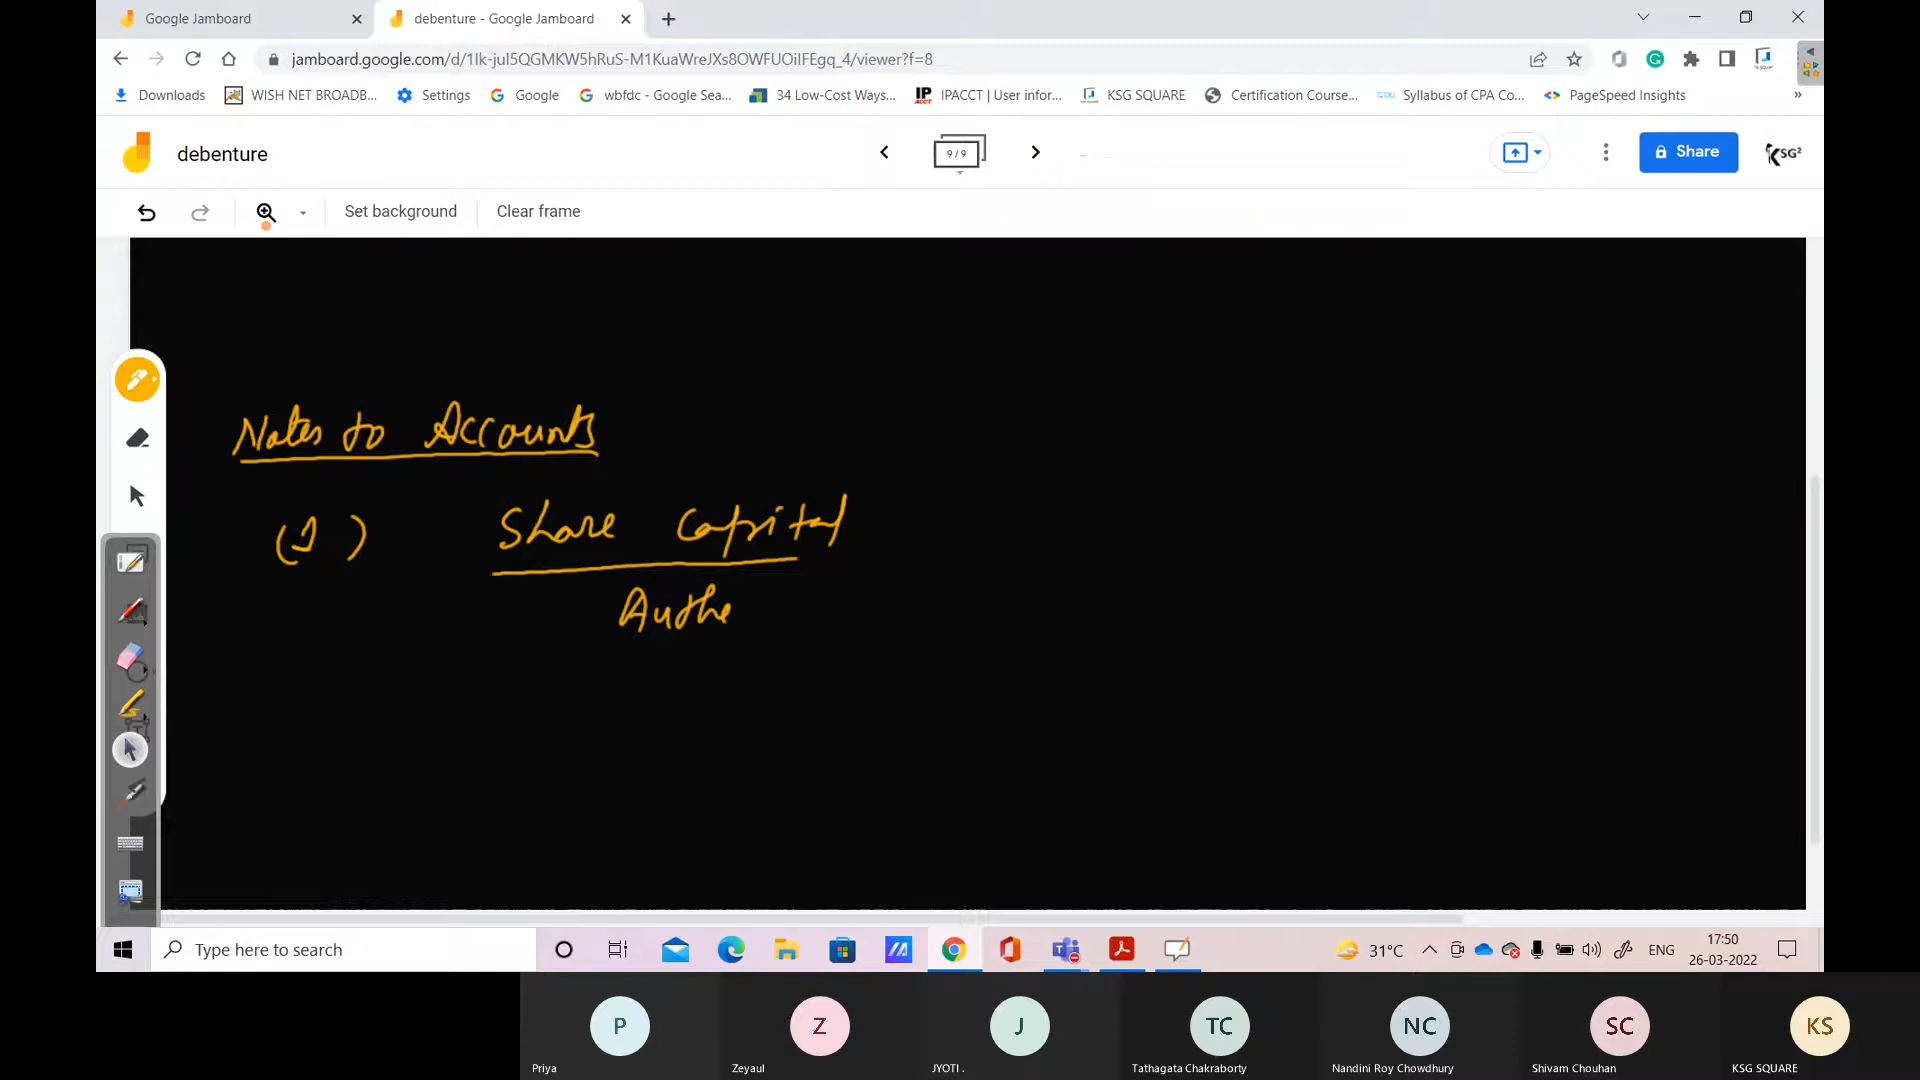 Google Jamboard
debenture - Google Jamboard
jamboard.google.com/d/1lk-jul5QGMKW5hRuS-M1KuaWreJXs8OWFUOiIFEgq_4/viewer?f=8
Downloads WISH NET BROADB... Settings Google wbfdc - Google Sea... 34 Low-Cost Ways... IPACCT | User infor... KSG SQUARE Certification Course... Syllabus of CPA Co... PageSpeed Insights »
debenture 9/9 Share KSG²
Set background Clear frame
Notes to Accounts
(1) Share Capital
Autho
Type here to search 31°C ENG 17:50
26-03-2022
P Z J TC NC SC KS
Priya Zeyaul JYOTI . Tathagata Chakraborty Nandini Roy Chowdhury Shivam Chouhan KSG SQUARE